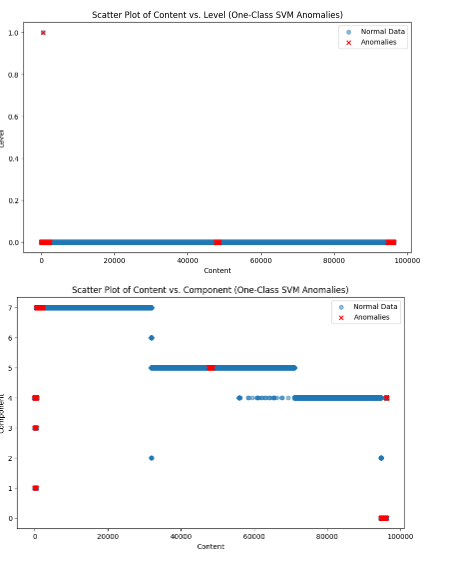 Scatter Plot of Content vs. Level (One-Class SVM Anomalies)
Normal Data
Anomalies
1.0
0.8
0.6
0.4
0.2
0.0
Level
0 20000 40000 60000 80000 100000
Content
Scatter Plot of Content vs. Component (One-Class SVM Anomalies)
Normal Data
Anomalies
7
6
5
4
3
2
1
0
Component
0 20000 40000 60000 80000 100000
Content